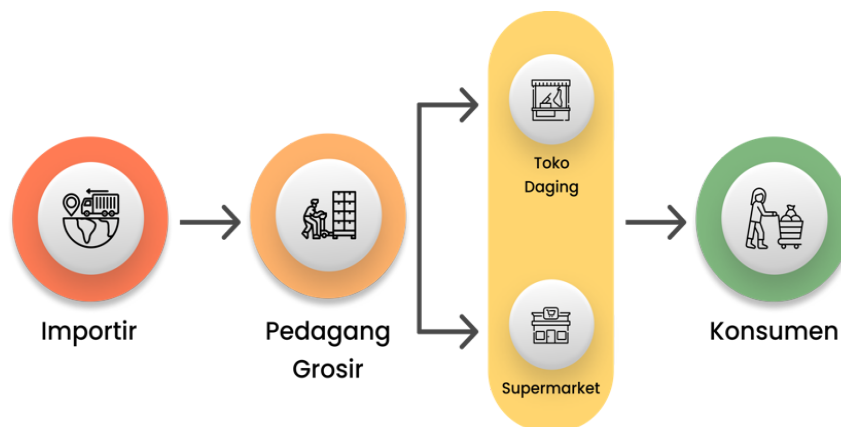 Importir
Pedagang
Grosir
Toko
Daging
Supermarket
Konsumen